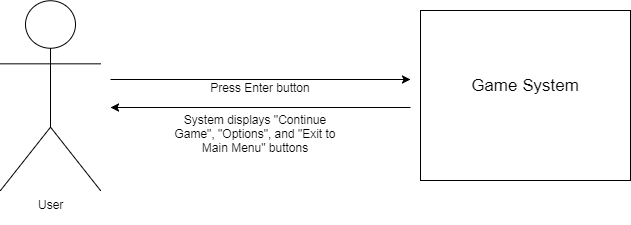 Press Enter button
Game System
System displays "Continue
Game", "Options", and "Exit to
Main Menu" buttons
User